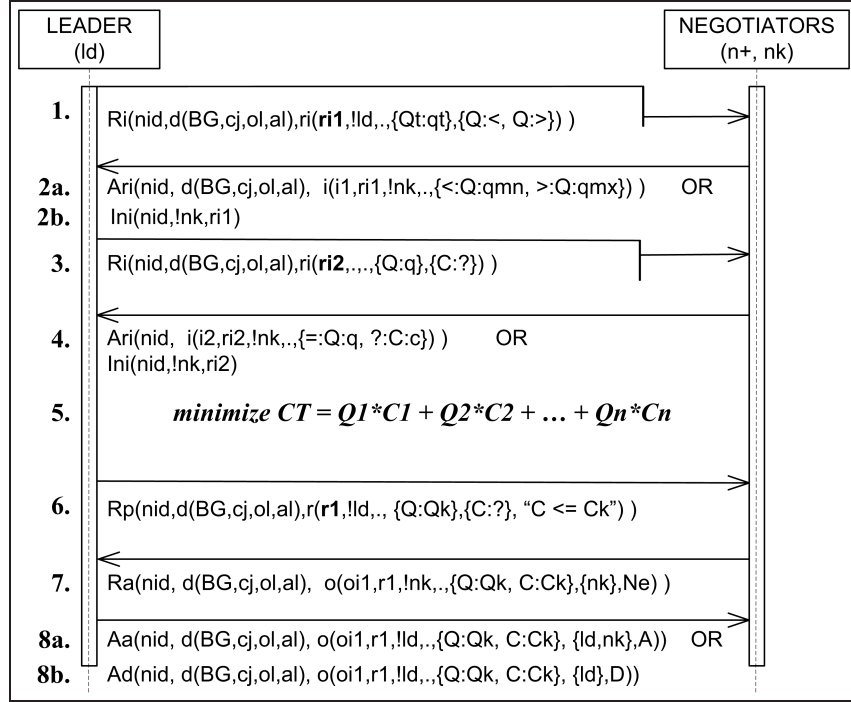 LEADER
(ld)
NEGOTIATORS
(n+, nk)
1. Ri(nid,d(BG,cj,ol,al),ri(ri1,!ld,.,{Qt:qt},{Q:<, Q:>}) )
2a. Ari(nid, d(BG,cj,ol,al), i(i1,ri1,!nk,.,{<:Q:qmn, >:Q:qmx}) ) OR
2b. Ini(nid,!nk,ri1)
3. Ri(nid,d(BG,cj,ol,al),ri(ri2,.,.,{Q:q},{C:?}) )
4. Ari(nid, i(i2,ri2,!nk,.,{=:Q:q, ?:C:c}) ) OR
Ini(nid,!nk,ri2)
5. minimize CT = Q1*C1 + Q2*C2 + … + Qn*Cn
6. Rp(nid,d(BG,cj,ol,al),r(r1,!ld,., {Q:Qk},{C:?}, “C <= Ck”) )
7. Ra(nid, d(BG,cj,ol,al), o(oi1,r1,!nk,.,{Q:Qk, C:Ck},{nk},Ne) )
8a. Aa(nid, d(BG,cj,ol,al), o(oi1,r1,!ld,.,{Q:Qk, C:Ck}, {ld,nk},A)) OR
8b. Ad(nid, d(BG,cj,ol,al), o(oi1,r1,!ld,.,{Q:Qk, C:Ck}, {ld},D))